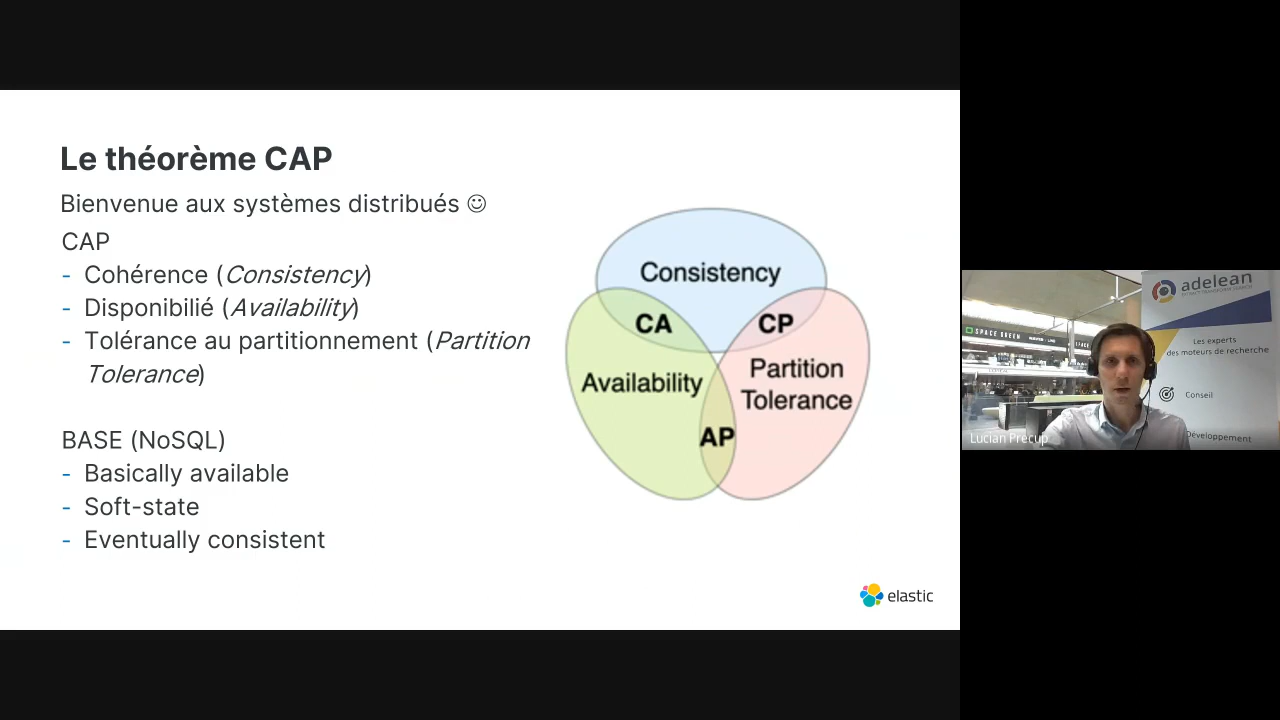 Le théorème CAP
Bienvenue aux systèmes distribués ☺
CAP
- Cohérence (Consistency)
- Disponibilié (Availability)
- Tolérance au partitionnement (Partition
Tolerance)
BASE (NoSQL)
- Basically available
- Soft-state
- Eventually consistent
Consistency
CA
CP
Availability
Partition
Tolerance
AP
elastic
adelean
Les experts
des moteurs de recherche
Conseil
Développement
SPACE GREEN
Lucian Precup